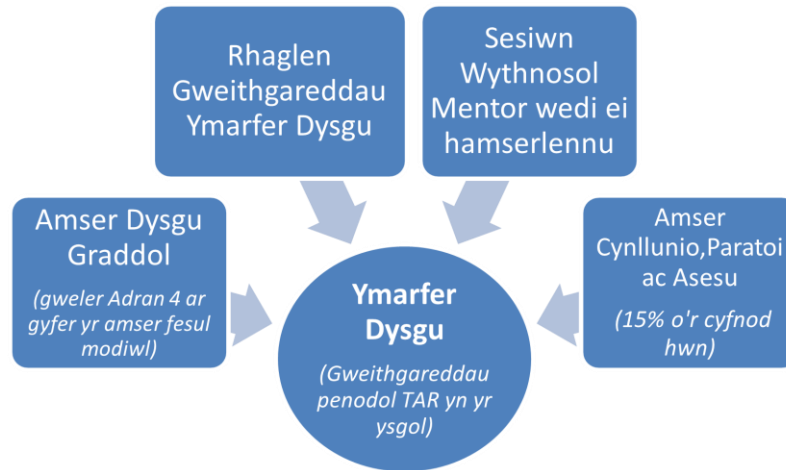 Rhaglen
Gweithgareddau
Ymarfer Dysgu
Sesiwn
Wythnosol
Mentor wedi ei
hamserlennu
Amser Dysgu
Graddol
(gweler Adran 4 ar
gyfer yr amser fesul
modiwl)
Amser
Cynllunio,Paratoi
ac Asesu
(15% o'r cyfnod
hwn)
Ymarfer
Dysgu
(Gweithgareddau
penodol TAR yn yr
ysgol)